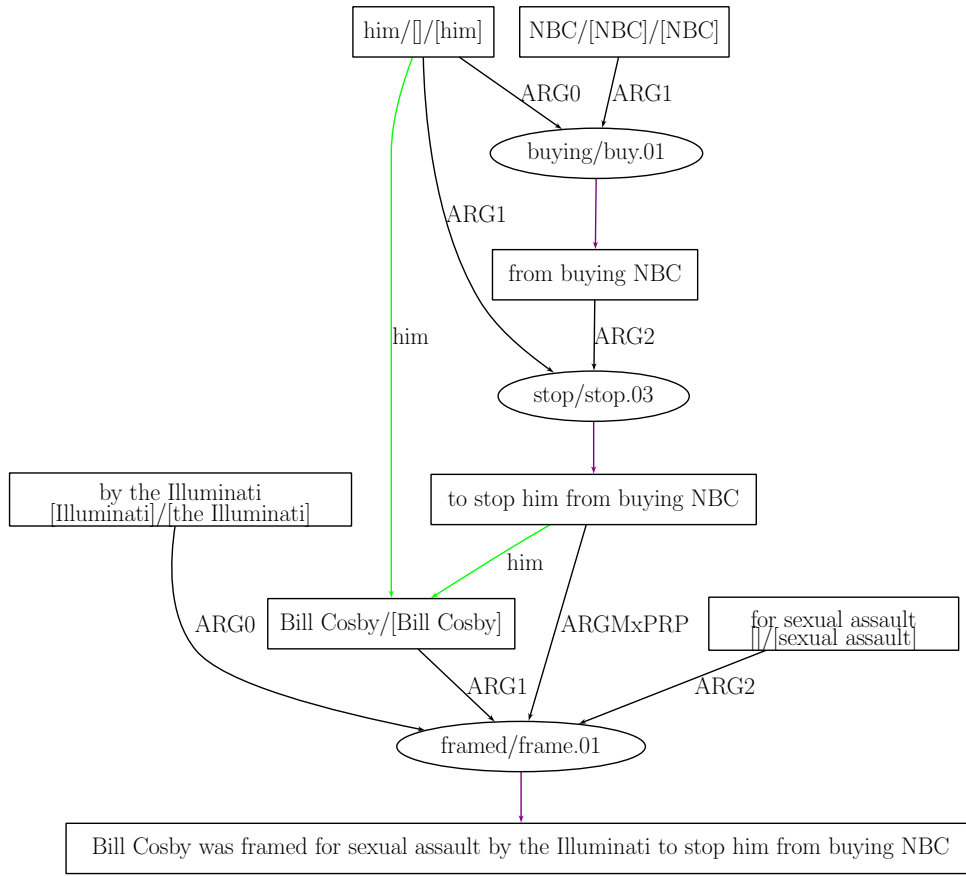 him/[]/[him]
NBC/[NBC]/[NBC]
ARG0
ARG1
buying/buy.01
ARG1
from buying NBC
him
ARG2
stop/stop.03
by the Illuminati
[Illuminati]/[the Illuminati]
to stop him from buying NBC
him
Bill Cosby/[Bill Cosby]
ARG0
ARGMxPRP
for sexual assault
[]/[sexual assault]
ARG1
ARG2
framed/frame.01
Bill Cosby was framed for sexual assault by the Illuminati to stop him from buying NBC